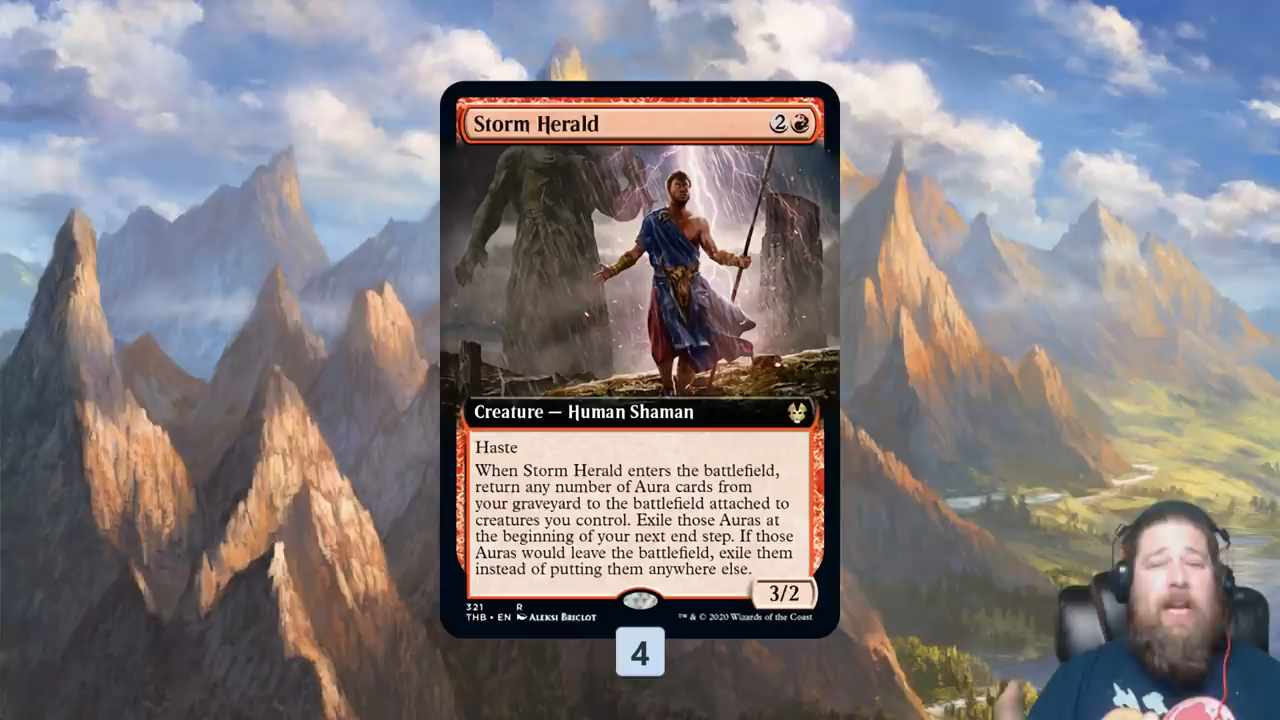 Storm Herald 2
Creature — Human Shaman
Haste
When Storm Herald enters the battlefield,
return any number of Aura cards from
your graveyard to the battlefield attached to
creatures you control. Exile those Auras at
the beginning of your next end step. If those
Auras would leave the battlefield, exile them
instead of putting them anywhere else.
3/2
321 R
THB • EN Aleksi Briclot ™ & © 2020 Wizards of the Coast
4